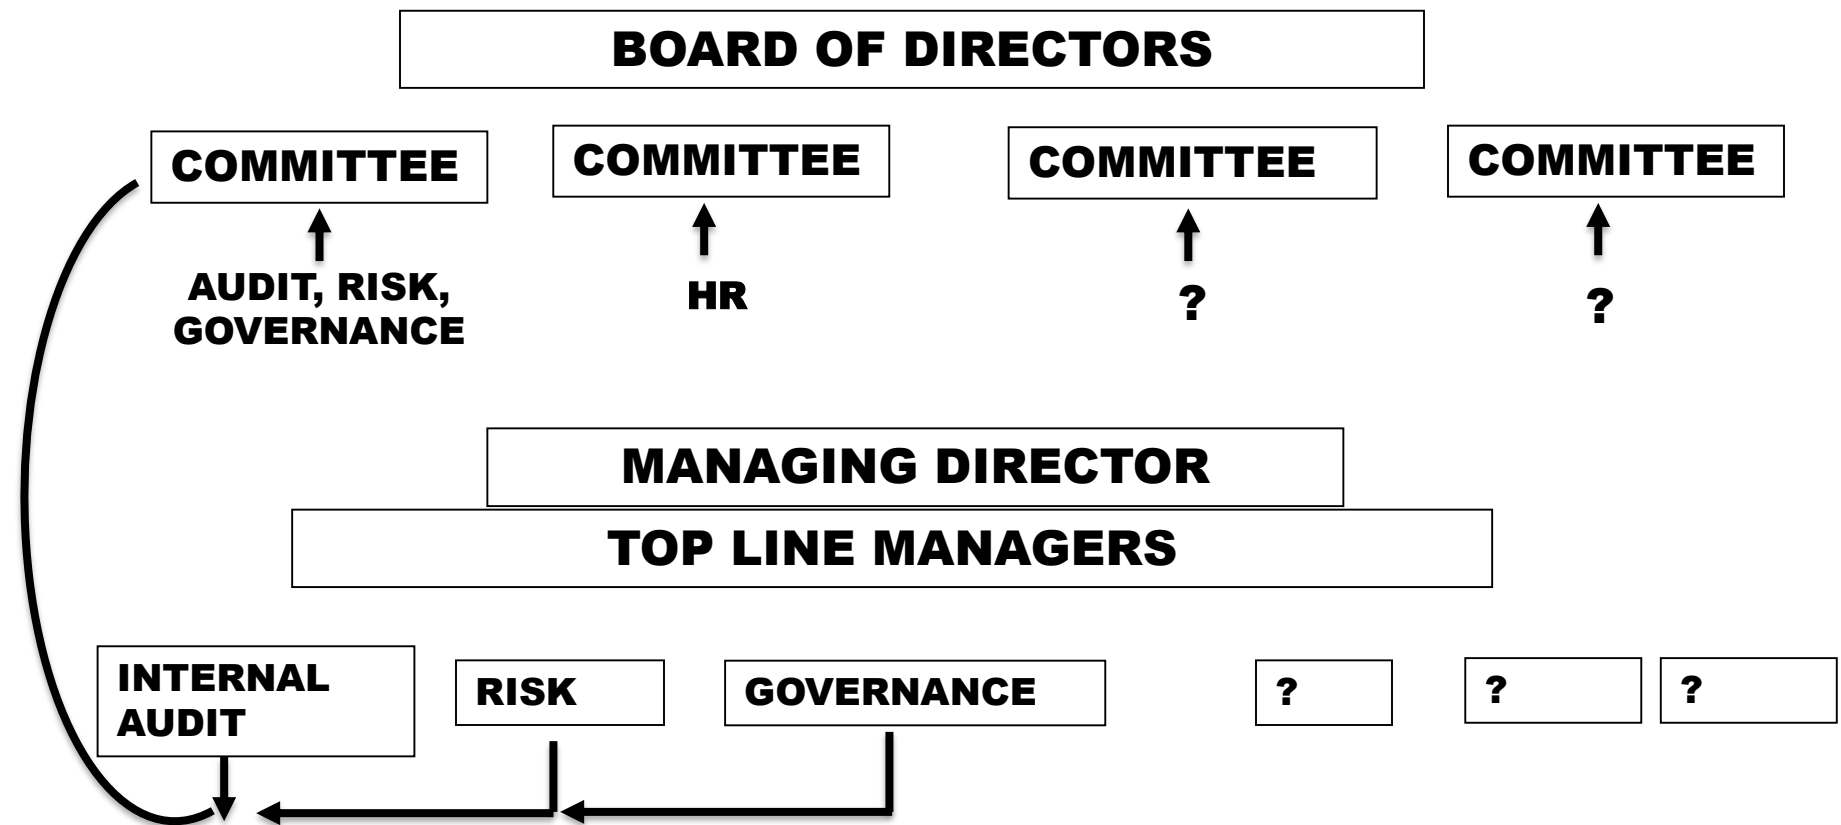 BOARD OF DIRECTORS
COMMITTEE
COMMITTEE
COMMITTEE
COMMITTEE
AUDIT, RISK,
GOVERNANCE
HR
?
?
MANAGING DIRECTOR
TOP LINE MANAGERS
INTERNAL
AUDIT
RISK
GOVERNANCE
?
?
?